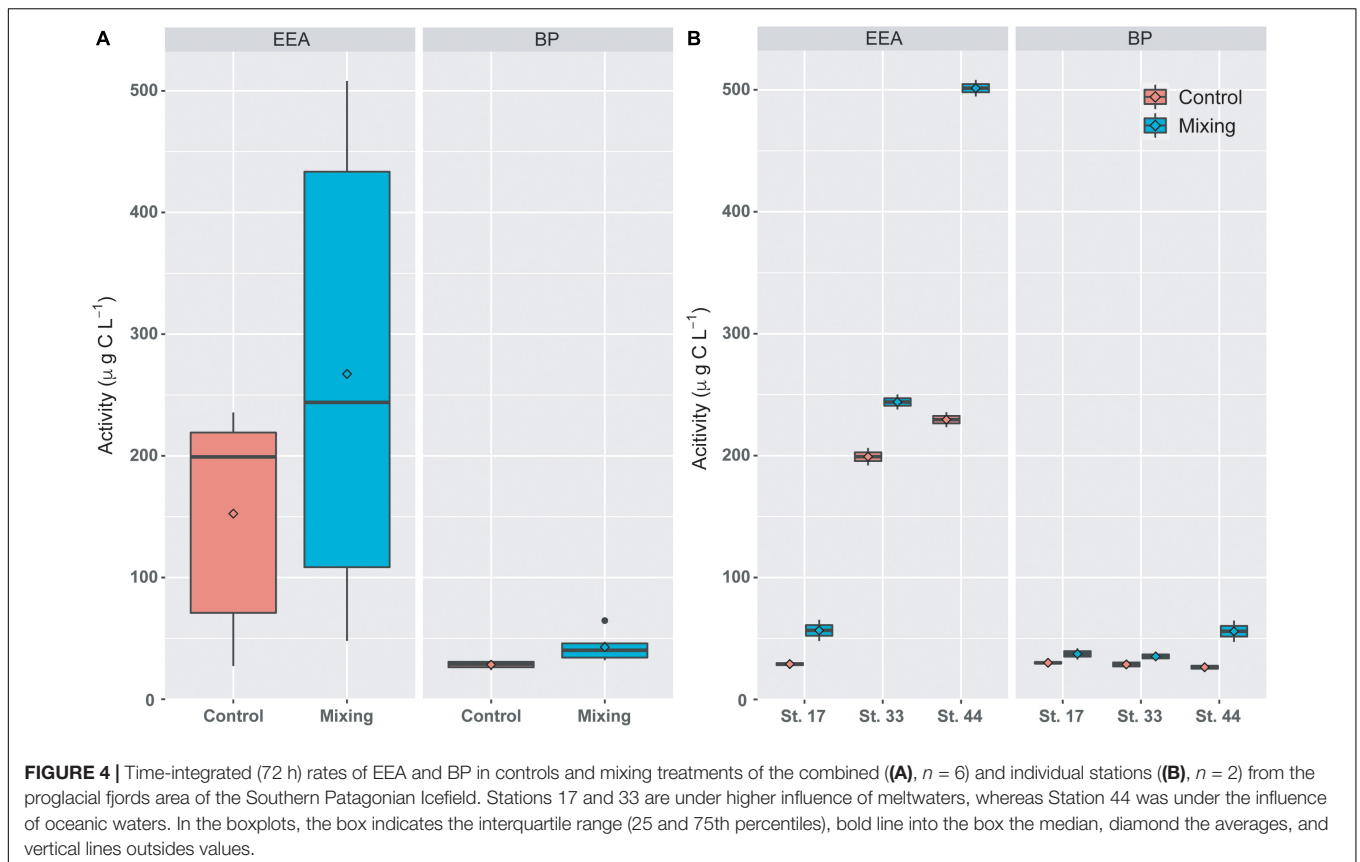 A
EEA
BP
Activity (µ g C L⁻¹)
500
400
300
200
100
0
Control
Mixing
Control
Mixing
B
EEA
BP
Acitivity (µ g C L⁻¹)
500
400
300
200
100
0
Control
Mixing
St. 17
St. 33
St. 44
St. 17
St. 33
St. 44
FIGURE 4 | Time-integrated (72 h) rates of EEA and BP in controls and mixing treatments of the combined ((A), n = 6) and individual stations ((B), n = 2) from the
proglacial fjords area of the Southern Patagonian Icefield. Stations 17 and 33 are under higher influence of meltwaters, whereas Station 44 was under the influence
of oceanic waters. In the boxplots, the box indicates the interquartile range (25 and 75th percentiles), bold line into the box the median, diamond the averages, and
vertical lines outsides values.